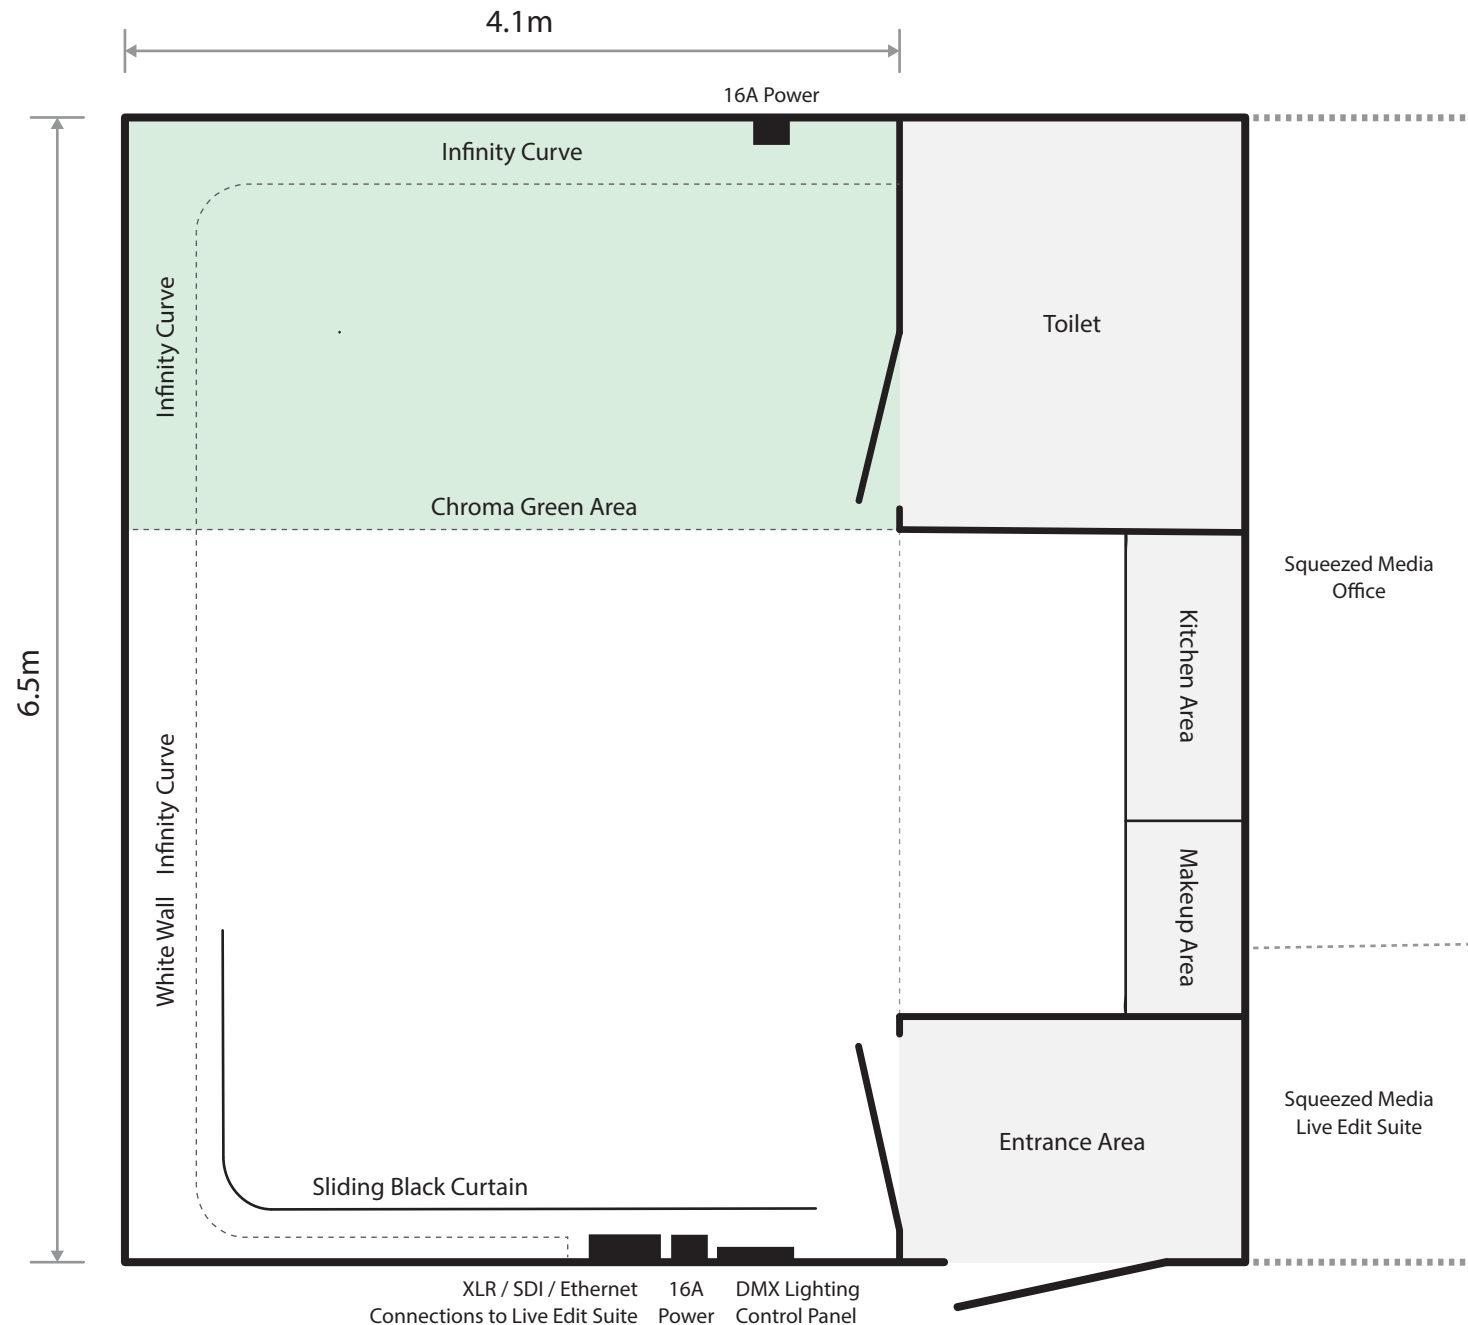 4.1m
16A Power
Infinity Curve
Infinity Curve
Toilet
Chroma Green Area
Squeezed Media
Office
Kitchen Area
6.5m
White Wall   Infinity Curve
Makeup Area
Squeezed Media
Live Edit Suite
Entrance Area
Sliding Black Curtain
XLR / SDI / Ethernet
Connections to Live Edit Suite
16A
Power
DMX Lighting
Control Panel